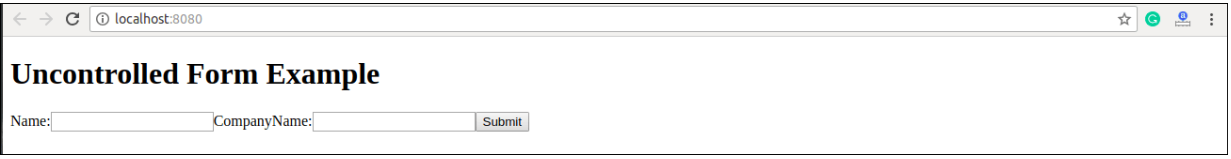 localhost:8080
Uncontrolled Form Example
Name: CompanyName: Submit